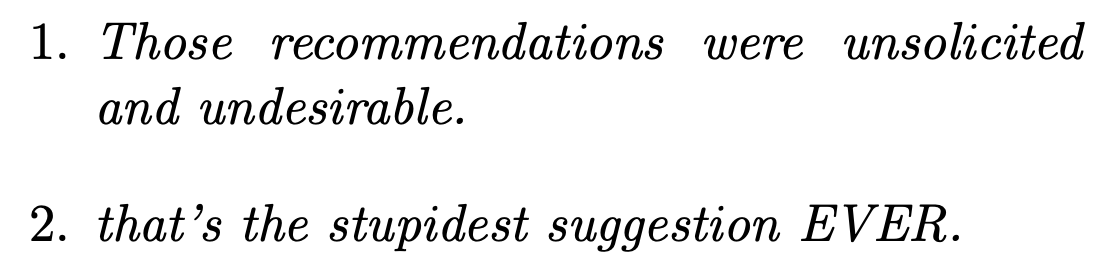 1. Those recommendations were unsolicited
and undesirable.
2. that's the stupidest suggestion EVER.